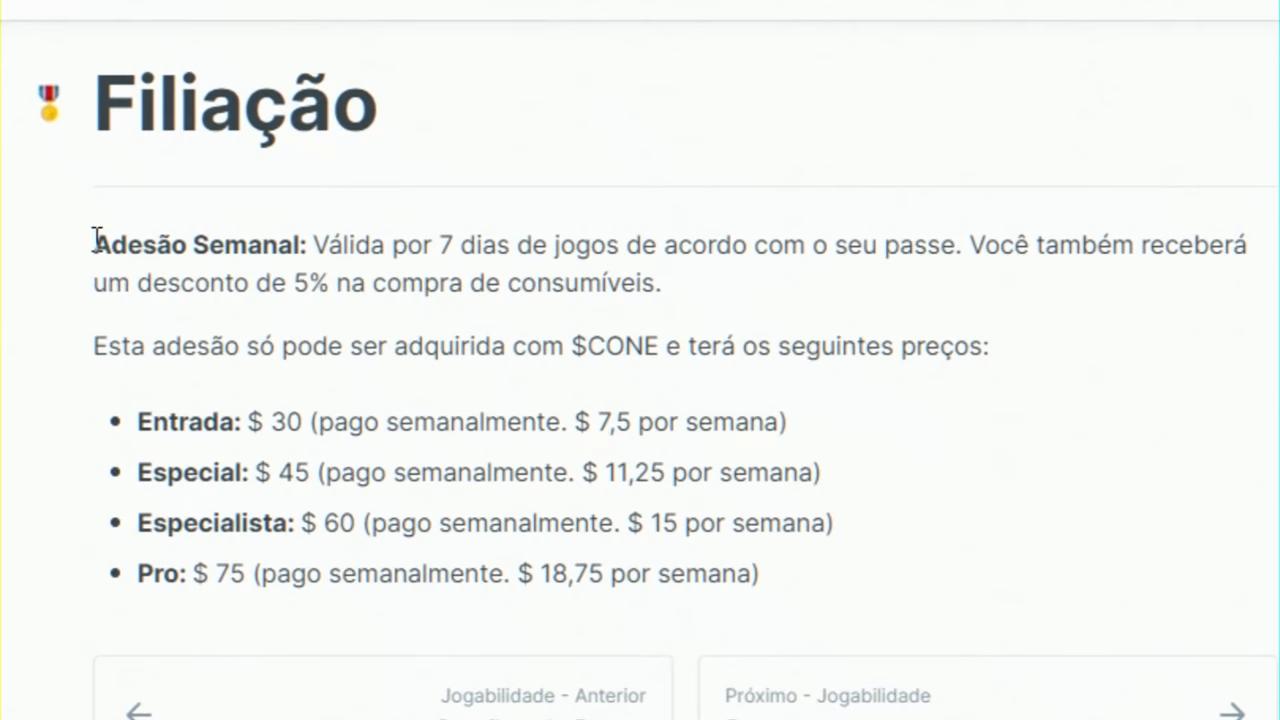 Filiação
Adesão Semanal: Válida por 7 dias de jogos de acordo com o seu passe. Você também receberá
um desconto de 5% na compra de consumíveis.
Esta adesão só pode ser adquirida com $CONE e terá os seguintes preços:
• Entrada: $ 30 (pago semanalmente. $ 7,5 por semana)
• Especial: $ 45 (pago semanalmente. $ 11,25 por semana)
• Especialista: $ 60 (pago semanalmente. $ 15 por semana)
• Pro: $ 75 (pago semanalmente. $ 18,75 por semana)
Jogabilidade - Anterior
Próximo - Jogabilidade